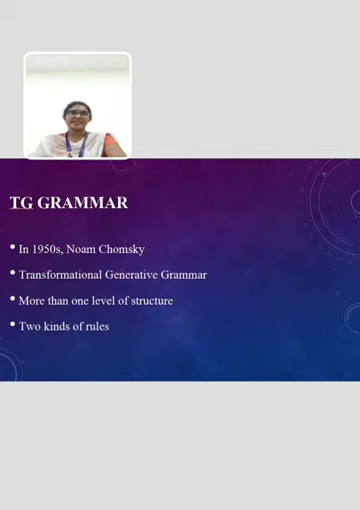 TG GRAMMAR
• In 1950s, Noam Chomsky
• Transformational Generative Grammar
• More than one level of structure
• Two kinds of rules